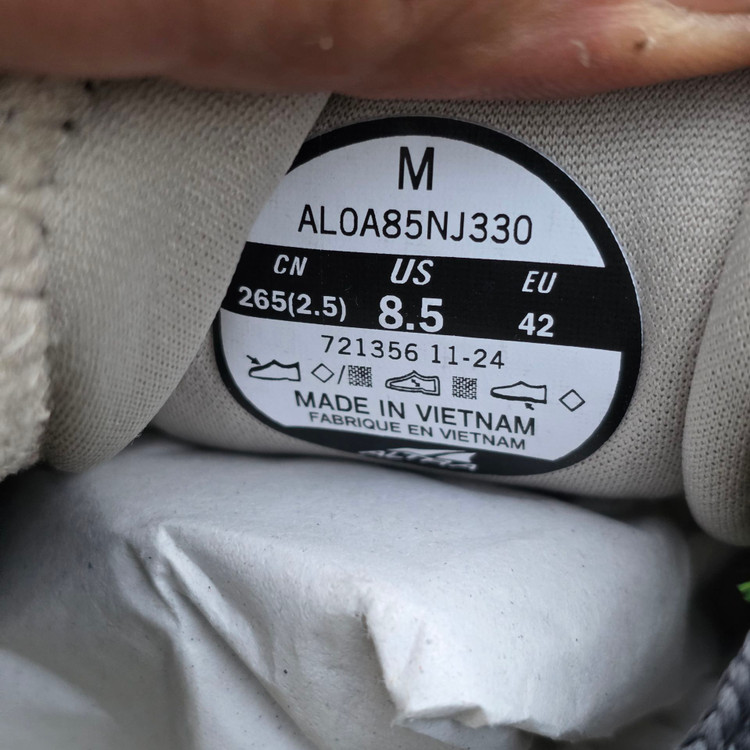 M
AL0A85NJ330
CN US EU
265(2.5) 8.5 42
721356 11-24
/
MADE IN VIETNAM
FABRIQUE EN VIETNAM
ALTRA